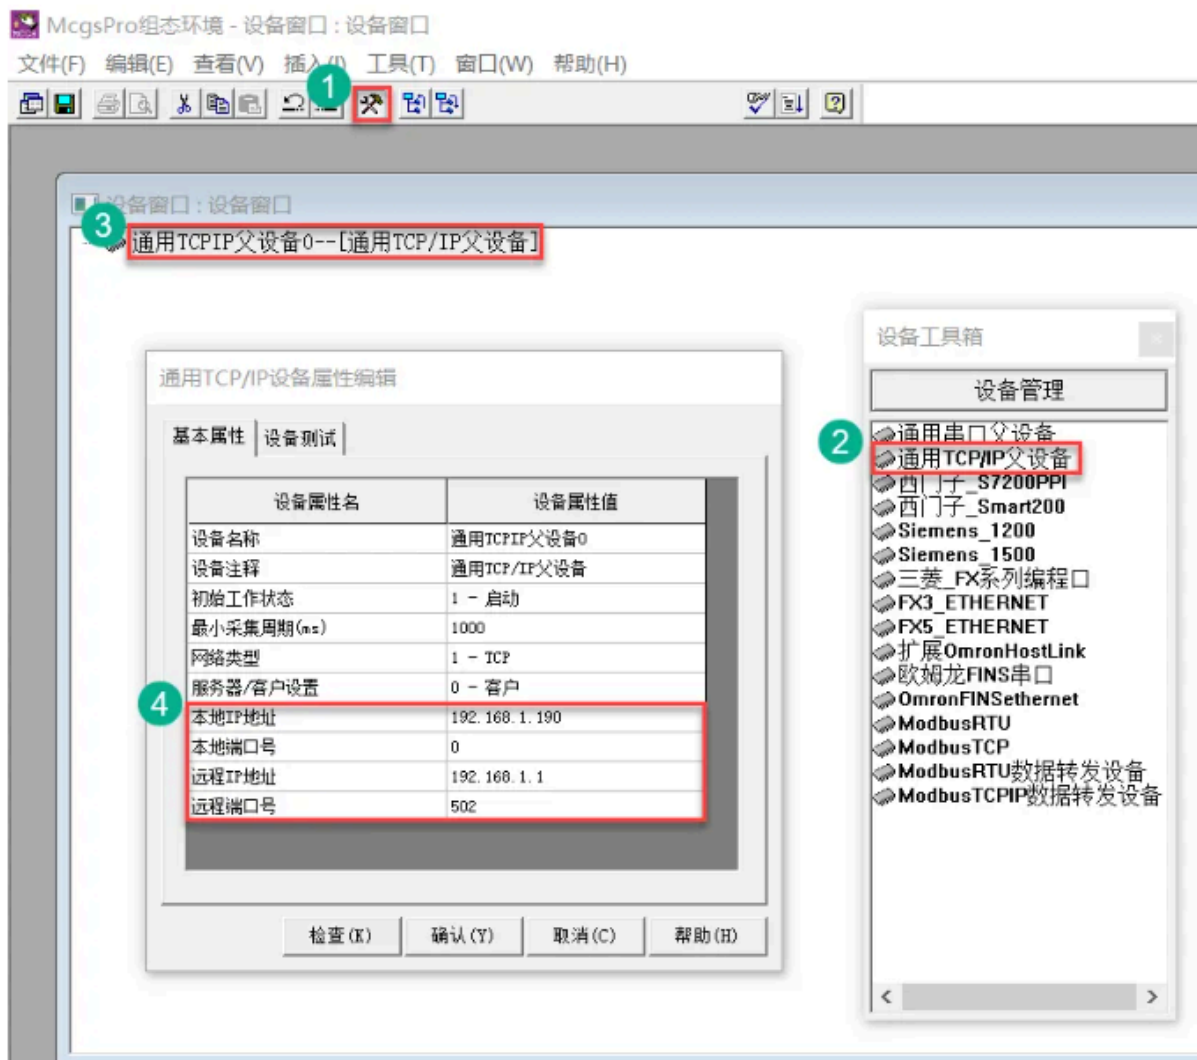 McgsPro组态环境 - 设备窗口 : 设备窗口
文件(F) 编辑(E) 查看(V) 插入(I) 工具(T) 窗口(W) 帮助(H)
1
设备窗口 : 设备窗口
3
通用TCPIP父设备0--[通用TCP/IP父设备]
通用TCP/IP设备属性编辑
基本属性 设备测试
设备属性名 设备属性值
设备名称 通用TCPIP父设备0
设备注释 通用TCP/IP父设备
初始工作状态 1 - 启动
最小采集周期(ms) 1000
网络类型 1 - TCP
服务器/客户设置 0 - 客户
4
本地IP地址 192.168.1.190
本地端口号 0
远程IP地址 192.168.1.1
远程端口号 502
检查(K) 确认(Y) 取消(C) 帮助(H)
设备工具箱
设备管理
2
通用串口父设备
通用TCP/IP父设备
西门子_S7200PPI
西门子_Smart200
Siemens_1200
Siemens_1500
三菱_FX系列编程口
FX3_ETHERNET
FX5_ETHERNET
扩展OmronHostLink
欧姆龙FINS串口
OmronFINSethernet
ModbusRTU
ModbusTCP
ModbusRTU数据转发设备
ModbusTCPIP数据转发设备